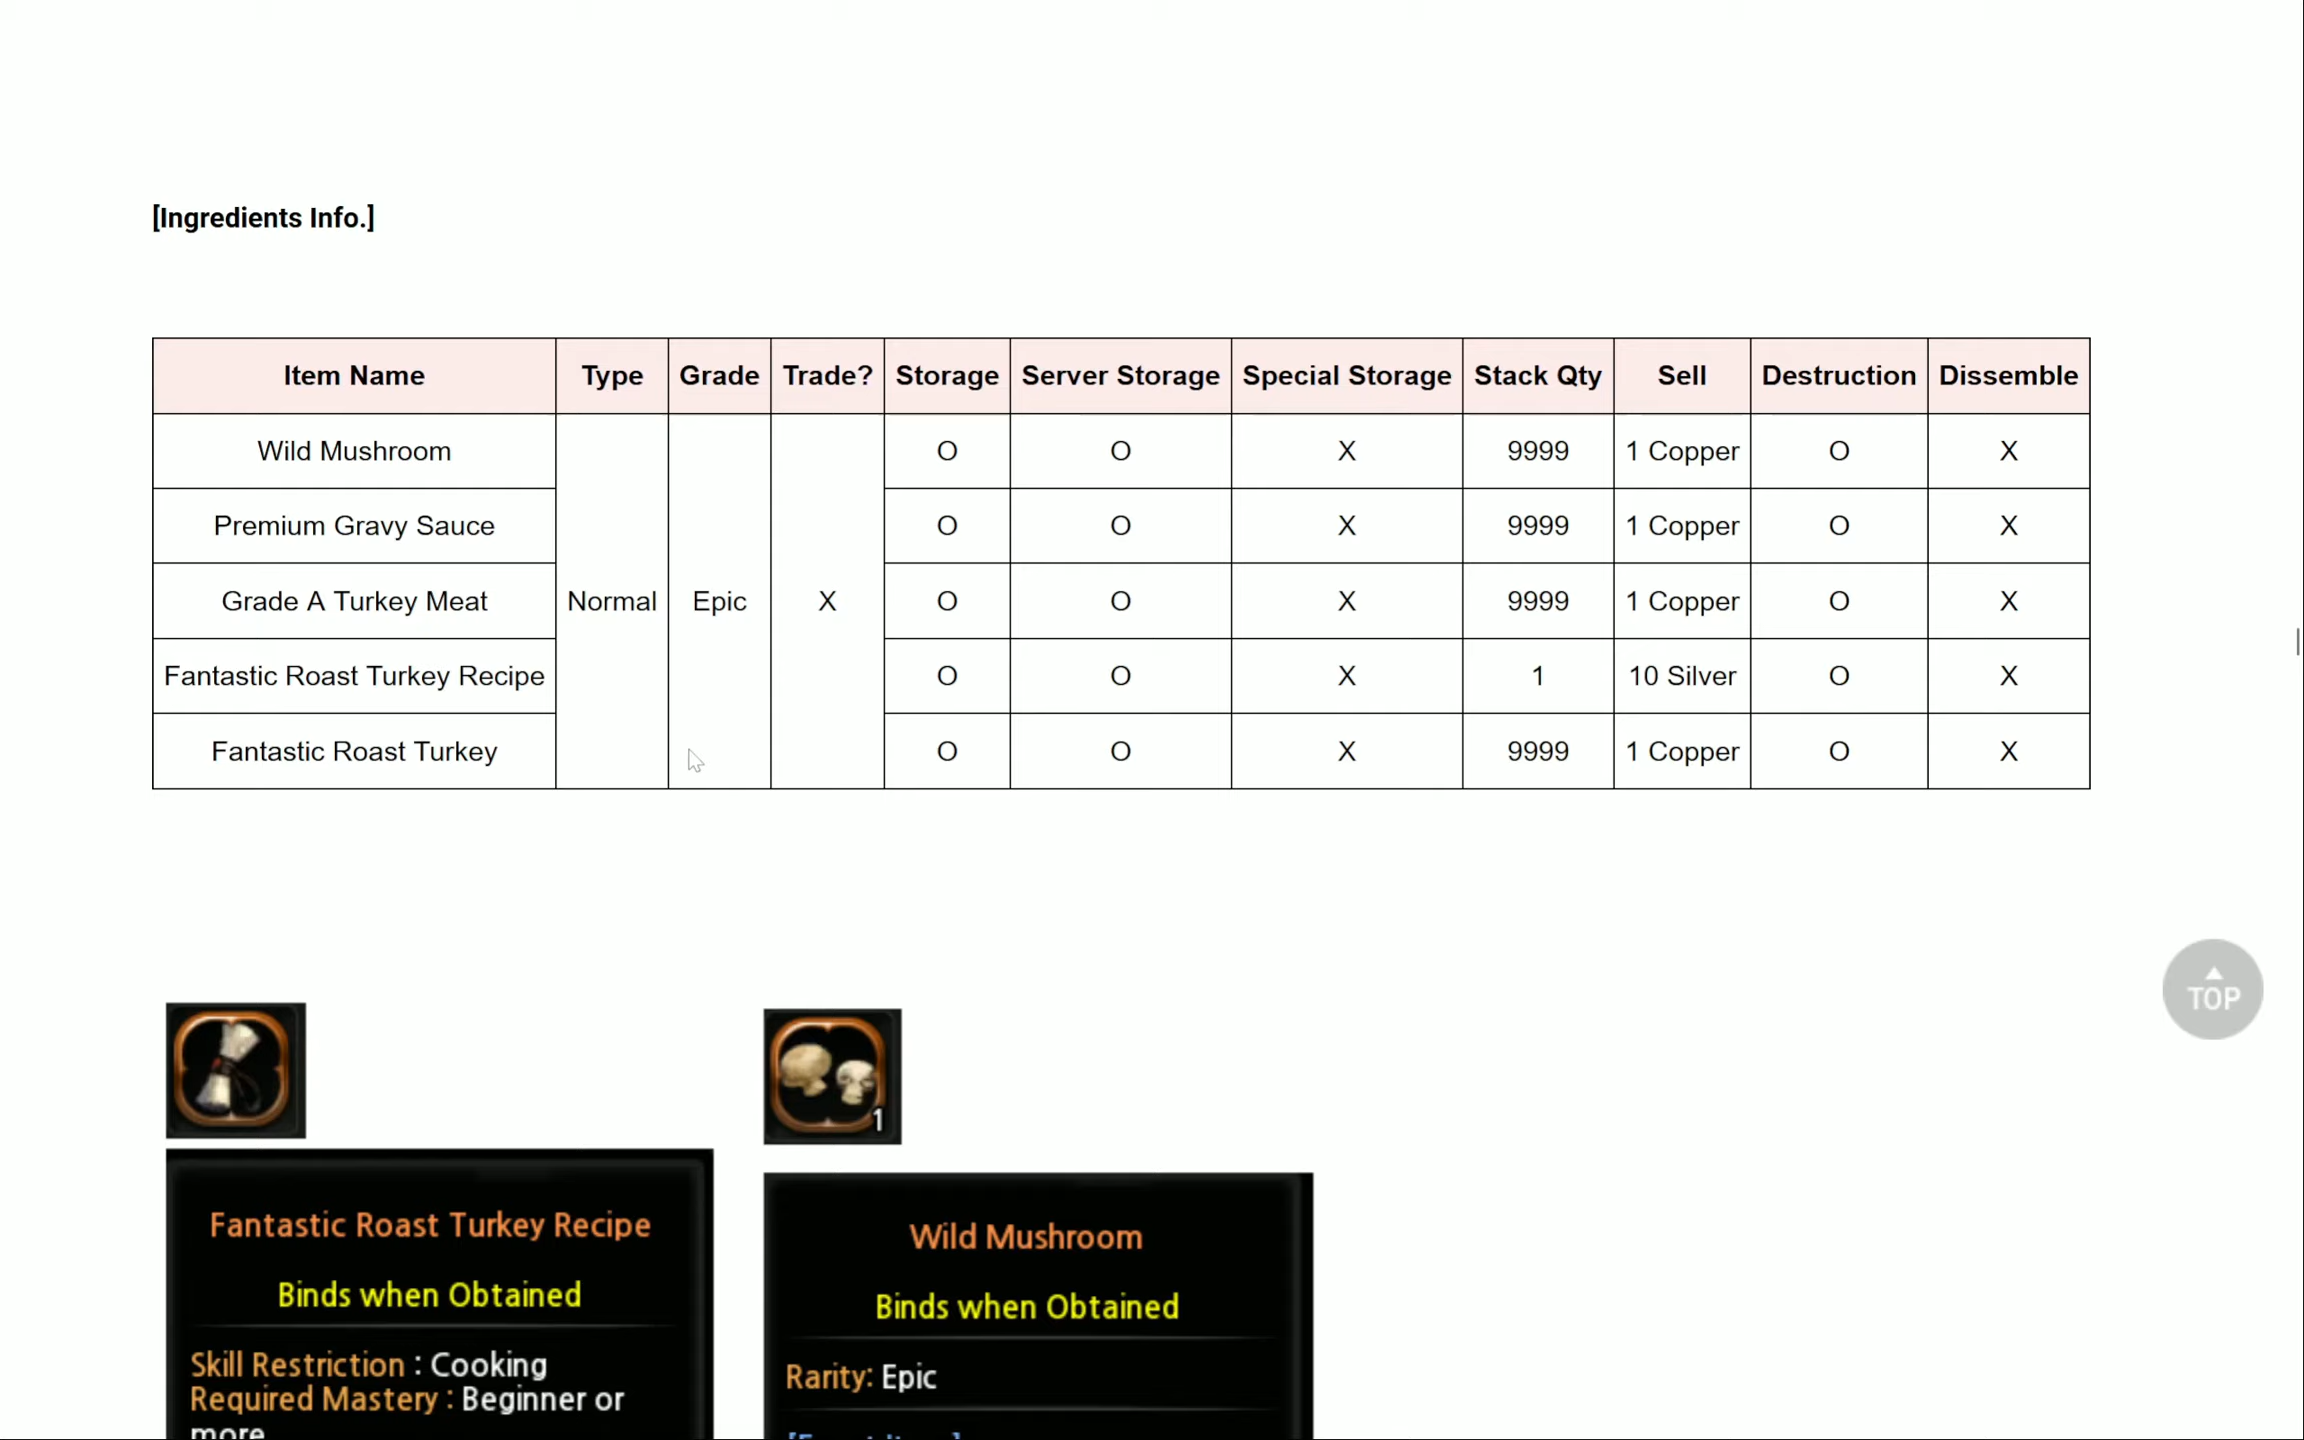 [Ingredients Info.]
Item Name Type Grade Trade? Storage Server Storage Special Storage Stack Qty Sell Destruction Dissemble
Wild Mushroom O O X 9999 1 Copper O X
Premium Gravy Sauce O O X 9999 1 Copper O X
Grade A Turkey Meat Normal Epic X O O X 9999 1 Copper O X
Fantastic Roast Turkey Recipe O O X 1 10 Silver O X
Fantastic Roast Turkey O O X 9999 1 Copper O X
TOP
1
Fantastic Roast Turkey Recipe
Binds when Obtained
Skill Restriction : Cooking
Required Mastery : Beginner or
more
Wild Mushroom
Binds when Obtained
Rarity: Epic